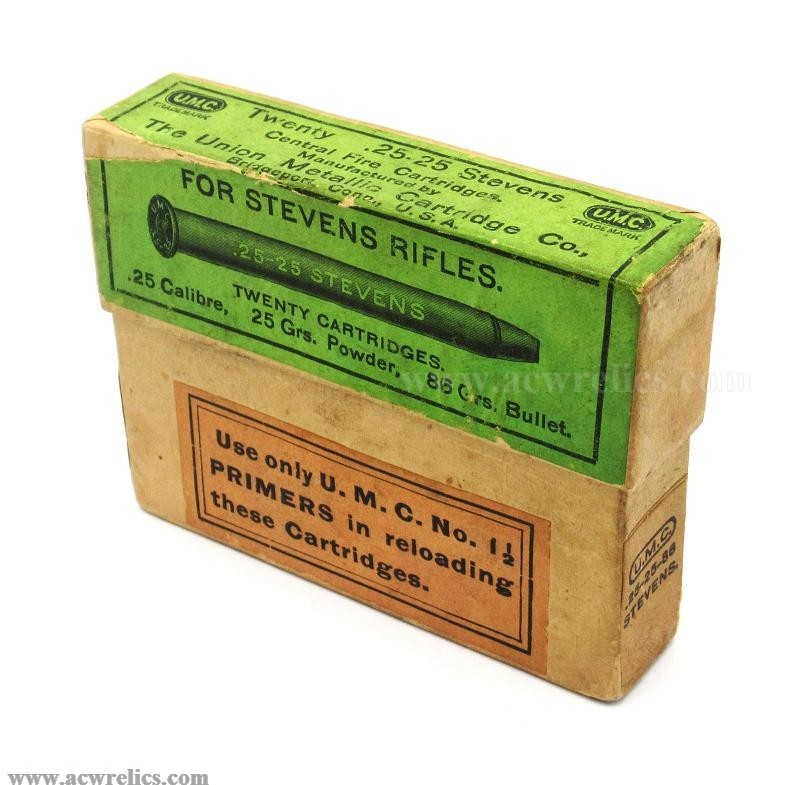 U.M.C.
TRADE MARK
Twenty .25-25 Stevens
Central Fire Cartridges.
Manufactured by
The Union Metallic Cartridge Co.,
Bridgeport, Conn., U.S.A.
U.M.C.
TRADE MARK
FOR STEVENS RIFLES.
U.M.C.
.25-25 STEVENS
TWENTY CARTRIDGES.
.25 Calibre, 25 Grs. Powder, 86 Grs. Bullet.
www.acwrelics.com
Use only U. M. C. No. 1½
PRIMERS in reloading
these Cartridges.
U.M.C.
.25-25-86
STEVENS.
www.acwrelics.com